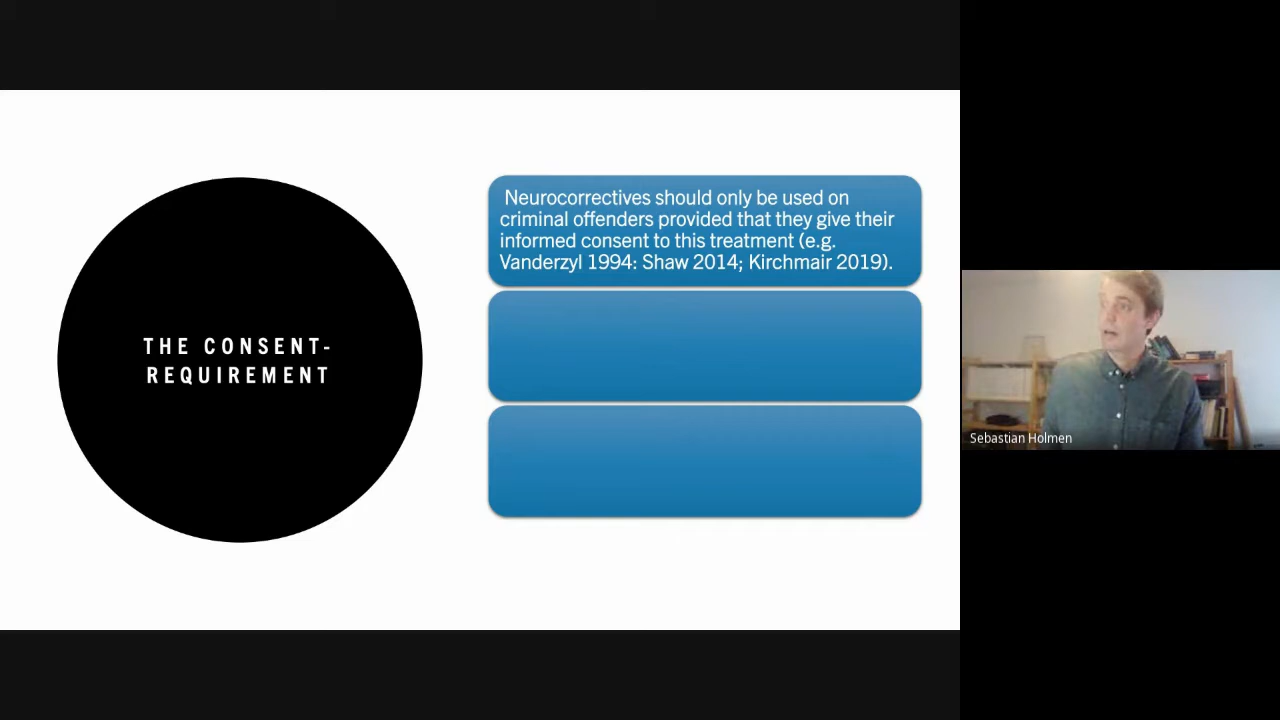 THE CONSENT-
REQUIREMENT
Neurocorrectives should only be used on
criminal offenders provided that they give their
informed consent to this treatment (e.g.
Vanderzyl 1994: Shaw 2014; Kirchmair 2019).
Sebastian Holmen